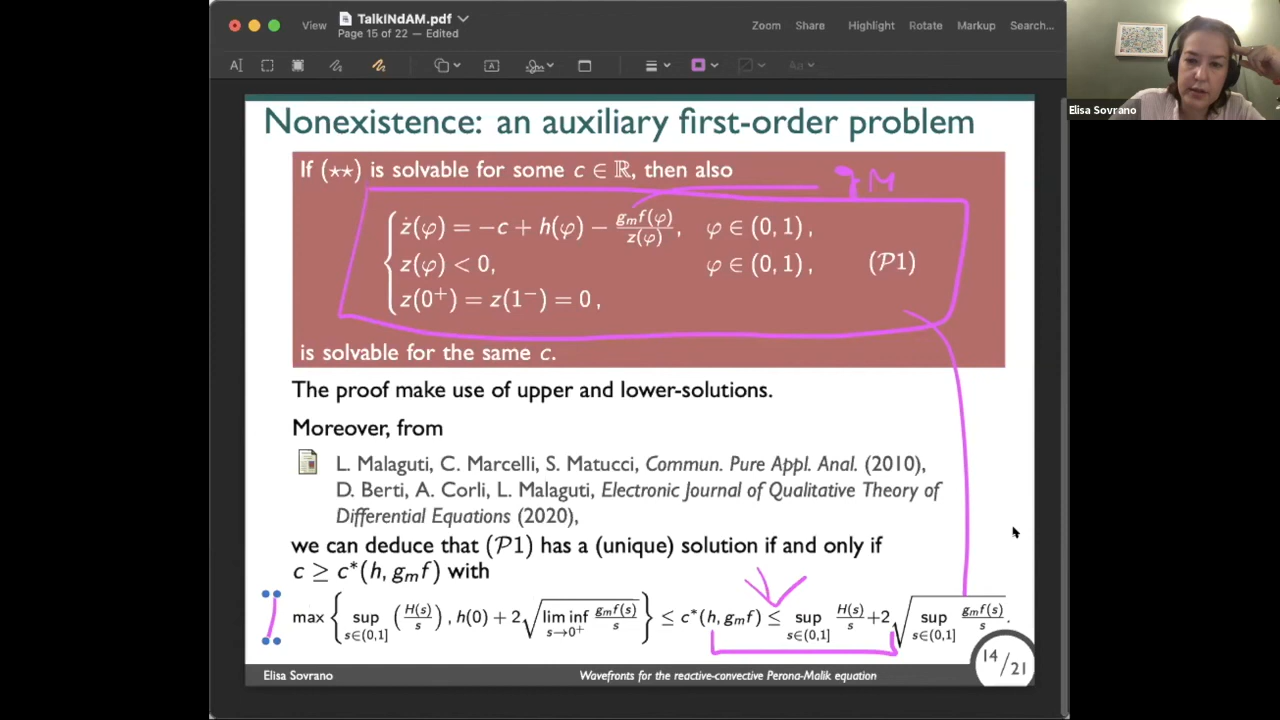 View
TalkINdAM.pdf
Page 15 of 22 — Edited
Zoom Share Highlight Rotate Markup Search...
Elisa Sovrano
Nonexistence: an auxiliary first-order problem
If (⋆⋆) is solvable for some c ∈ ℝ, then also
g M
ż(φ) = −c + h(φ) − g_m f(φ)/z(φ), φ ∈ (0, 1),
z(φ) < 0, φ ∈ (0, 1), (𝒫1)
z(0⁺) = z(1⁻) = 0,
is solvable for the same c.
The proof make use of upper and lower-solutions.
Moreover, from
L. Malaguti, C. Marcelli, S. Matucci, Commun. Pure Appl. Anal. (2010),
D. Berti, A. Corli, L. Malaguti, Electronic Journal of Qualitative Theory of
Differential Equations (2020),
we can deduce that (𝒫1) has a (unique) solution if and only if
c ≥ c*(h, g_m f) with
max { sup_{s∈(0,1]} (H(s)/s), h(0) + 2√(lim inf_{s→0⁺} g_m f(s)/s) } ≤ c*(h, g_m f) ≤ sup_{s∈(0,1]} H(s)/s + 2√(sup_{s∈(0,1]} g_m f(s)/s).
Elisa Sovrano
Wavefronts for the reactive-convective Perona-Malik equation
14/21